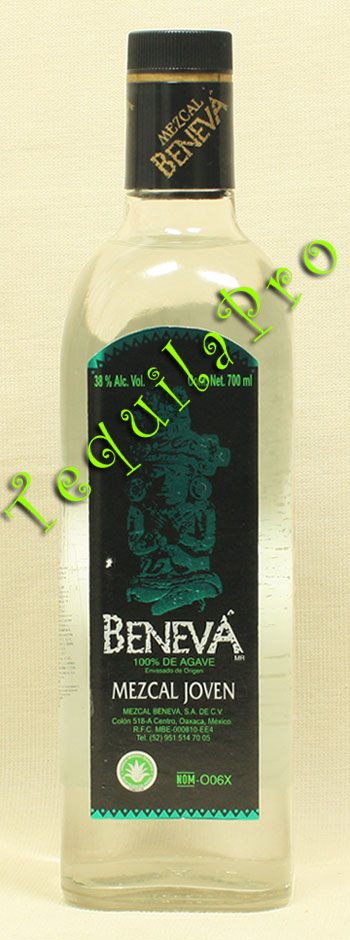 MEZCAL
BENEVÁ
TequilaPro
38 % Alc. Vol. Net. 700 ml
BENEVÁ
MR
100% DE AGAVE
Envasado de Origen
MEZCAL JOVEN
MEZCAL BENEVA, S.A. DE C.V.
Colón 518-A Centro, Oaxaca, México.
R.F.C. MBE-000810-EE4
Tel. (52) 951 514 70 05
NOM-O06X